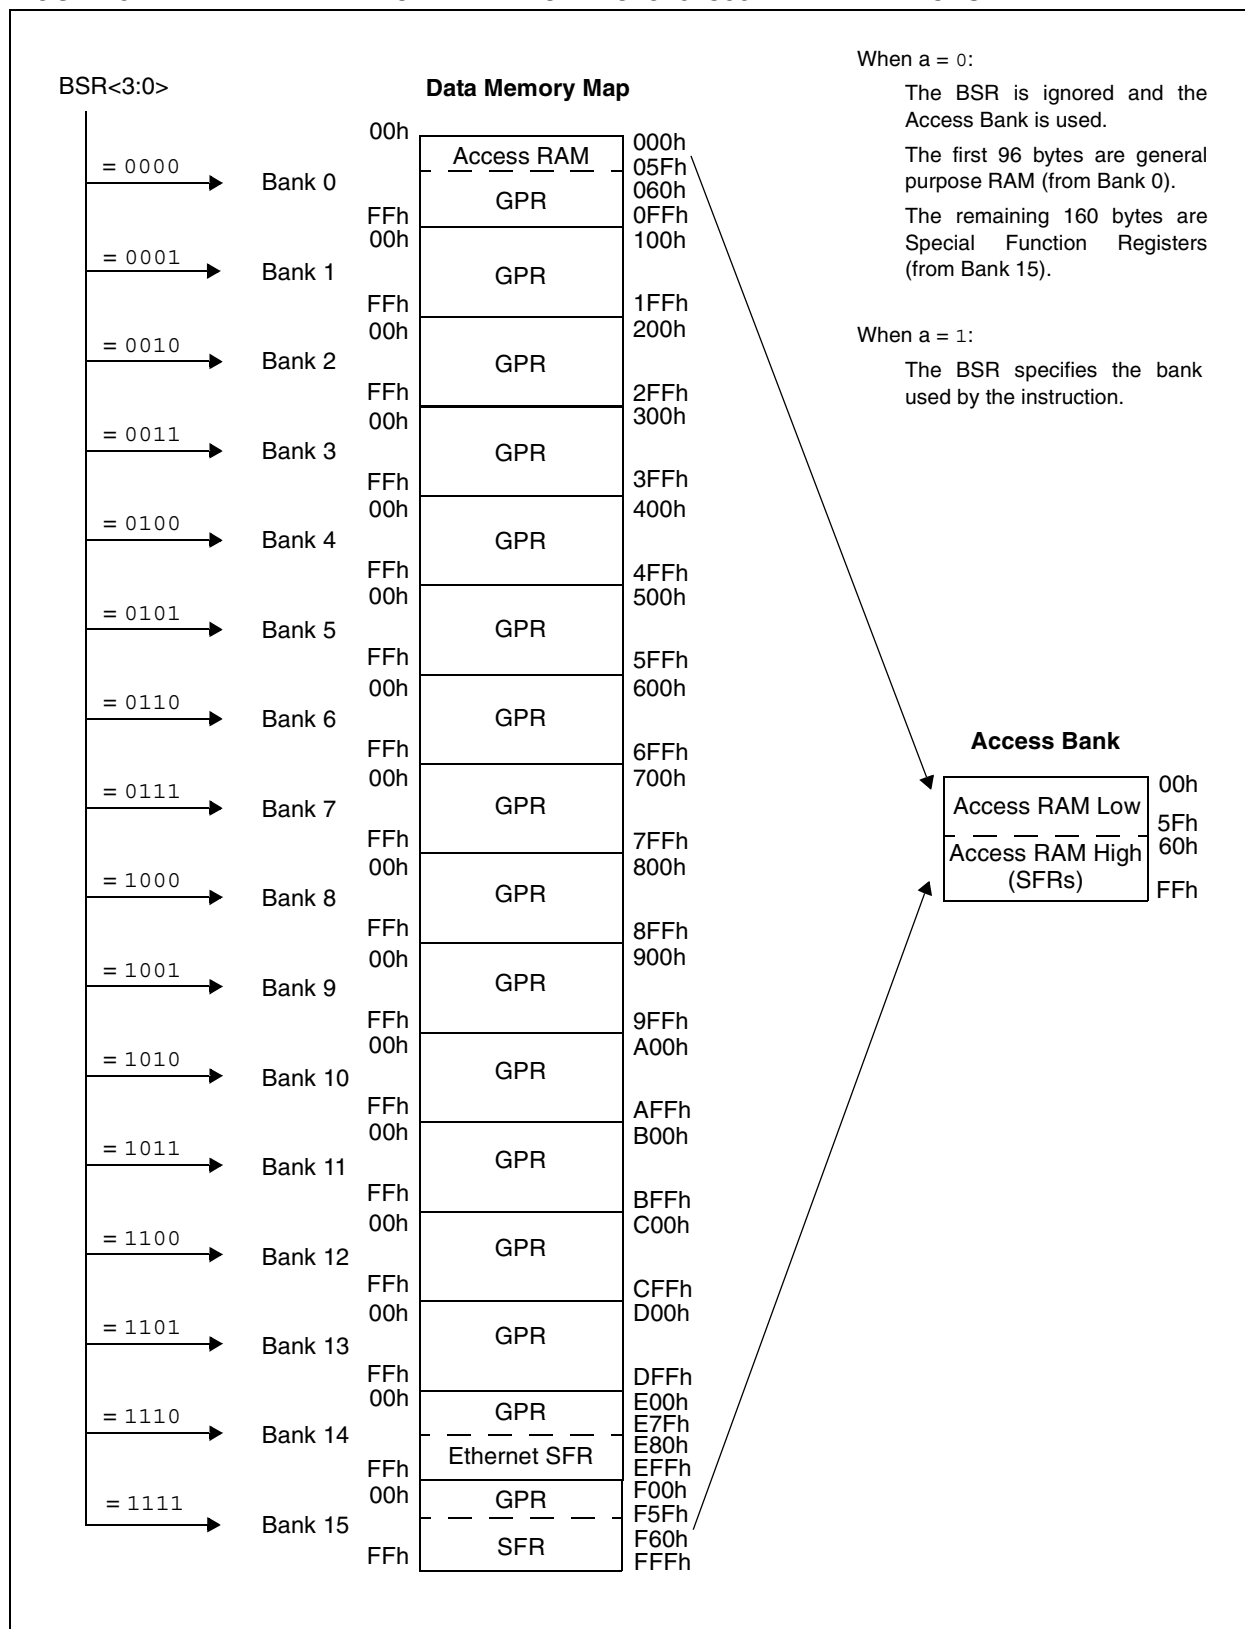 When a = 0:
The BSR is ignored and the
Access Bank is used.
The first 96 bytes are general
purpose RAM (from Bank 0).
The remaining 160 bytes are
Special Function Registers
(from Bank 15).
When a = 1:
The BSR specifies the bank
used by the instruction.
BSR<3:0>
Data Memory Map
= 0000
Bank 0
00h
Access RAM
000h
05Fh
GPR
060h
FFh
0FFh
= 0001
Bank 1
00h
GPR
100h
FFh
1FFh
= 0010
Bank 2
00h
GPR
200h
FFh
2FFh
= 0011
Bank 3
00h
GPR
300h
FFh
3FFh
= 0100
Bank 4
00h
GPR
400h
FFh
4FFh
= 0101
Bank 5
00h
GPR
500h
FFh
5FFh
= 0110
Bank 6
00h
GPR
600h
FFh
6FFh
= 0111
Bank 7
00h
GPR
700h
FFh
7FFh
= 1000
Bank 8
00h
GPR
800h
FFh
8FFh
= 1001
Bank 9
00h
GPR
900h
FFh
9FFh
= 1010
Bank 10
00h
GPR
A00h
FFh
AFFh
= 1011
Bank 11
00h
GPR
B00h
FFh
BFFh
= 1100
Bank 12
00h
GPR
C00h
FFh
CFFh
= 1101
Bank 13
00h
GPR
D00h
FFh
DFFh
= 1110
Bank 14
00h
GPR
E00h
E7Fh
Ethernet SFR
E80h
FFh
EFFh
= 1111
Bank 15
00h
GPR
F00h
F5Fh
SFR
F60h
FFh
FFFh
Access Bank
Access RAM Low
00h
5Fh
Access RAM High
(SFRs)
60h
FFh